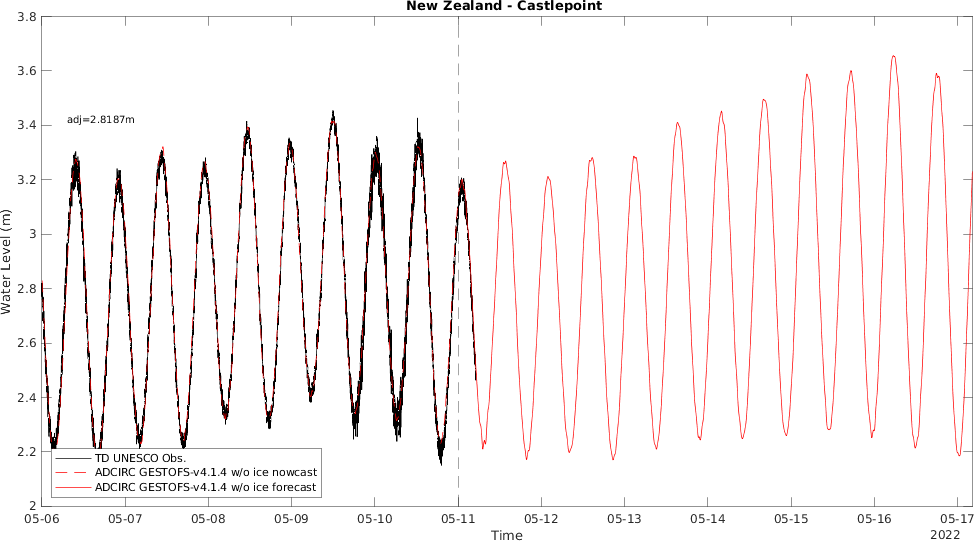 New Zealand - Castlepoint
3.8
3.6
3.4
3.2
3
2.8
2.6
2.4
2.2
2
Water Level (m)
adj=2.8187m
TD UNESCO Obs.
ADCIRC GESTOFS-v4.1.4 w/o ice nowcast
ADCIRC GESTOFS-v4.1.4 w/o ice forecast
05-06 05-07 05-08 05-09 05-10 05-11 05-12 05-13 05-14 05-15 05-16 05-17
Time
2022